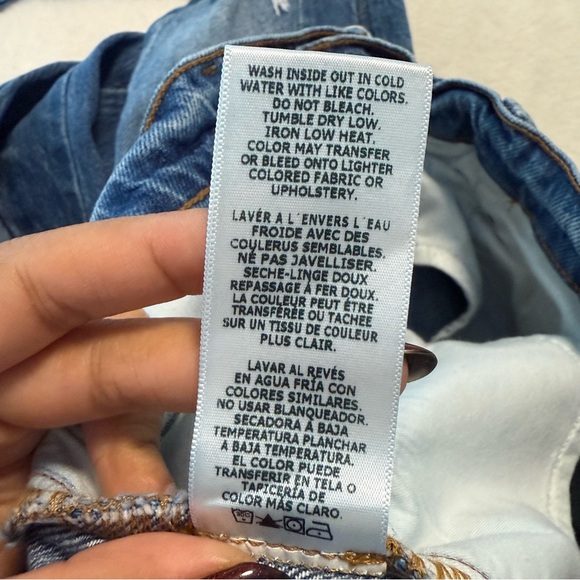 WASH INSIDE OUT IN COLD
WATER WITH LIKE COLORS.
DO NOT BLEACH.
TUMBLE DRY LOW.
IRON LOW HEAT.
COLOR MAY TRANSFER
OR BLEED ONTO LIGHTER
COLORED FABRIC OR
UPHOLSTERY.
LAVÉR A L'ENVERS L'EAU
FROIDE AVEC DES
COULERUS SEMBLABLES.
NÉ PAS JAVELLISER.
SECHE-LINGE DOUX
REPASSAGE À FER DOUX.
LA COULEUR PEUT ÊTRE
TRANSFÉRÉE OU TACHÉE
SUR UN TISSU DE COULEUR
PLUS CLAIR.
LAVAR AL REVÉS
EN AGUA FRÍA CON
COLORES SIMILARES.
NO USAR BLANQUEADOR.
SECADORA Á BAJA
TEMPERATURA PLANCHAR
Á BAJA TEMPERATURA.
EL COLOR PUEDE
TRANSFERIR EN TELA O
TAPICERÍA DE
COLOR MÁS CLARO.